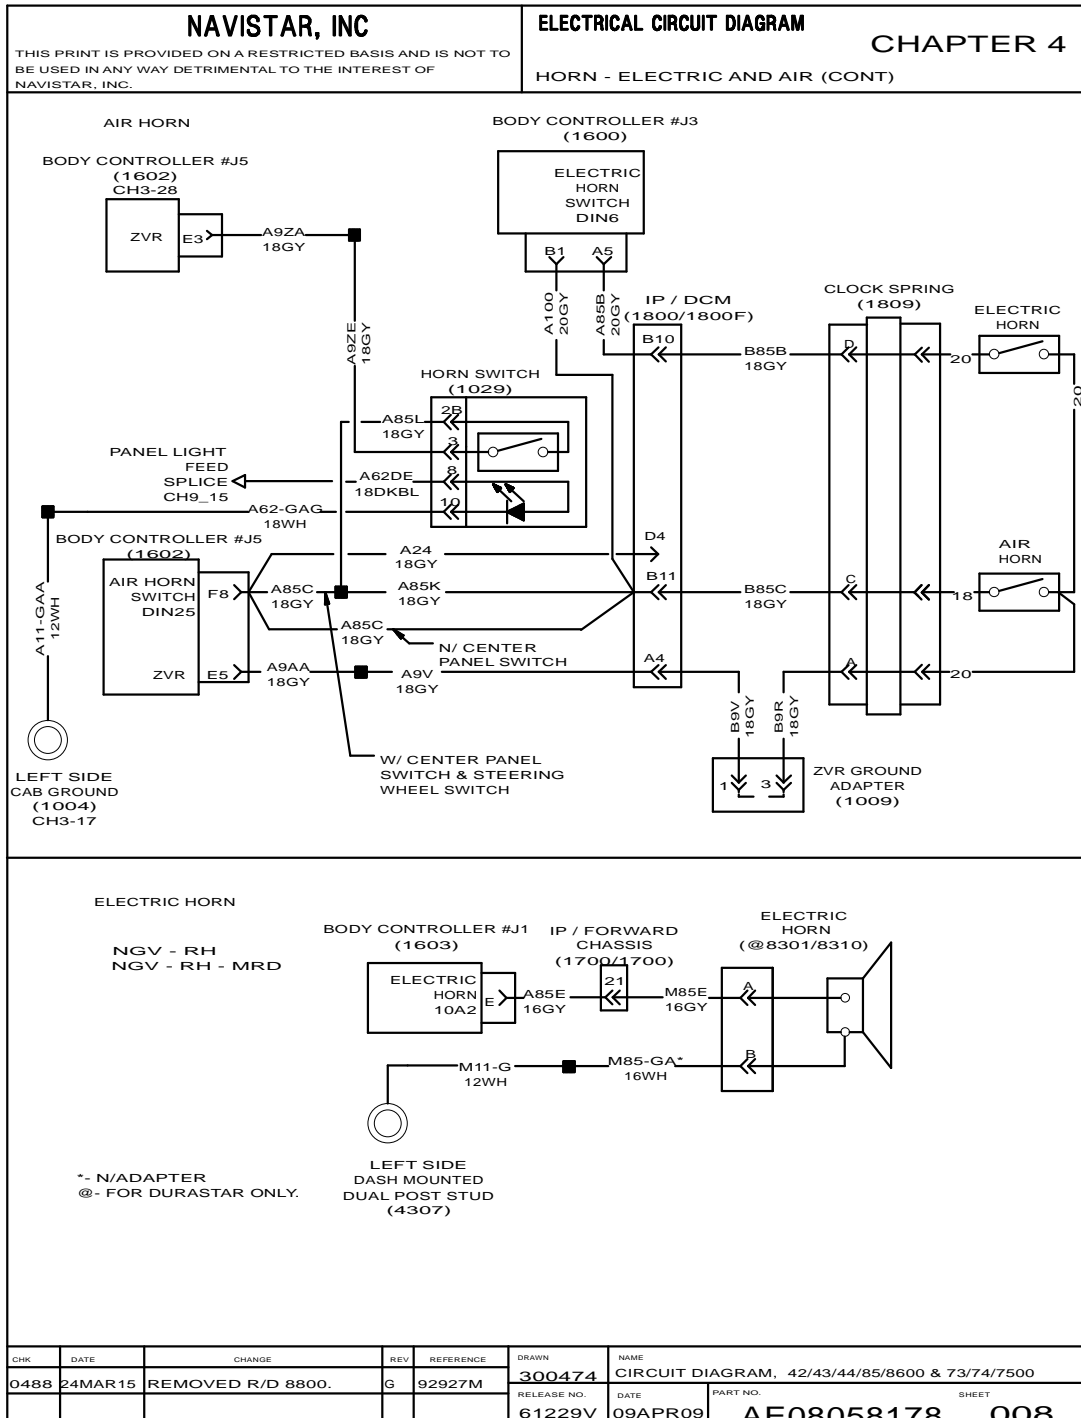 NAVISTAR, INC
THIS PRINT IS PROVIDED ON A RESTRICTED BASIS AND IS NOT TO
BE USED IN ANY WAY DETRIMENTAL TO THE INTEREST OF
NAVISTAR, INC.
ELECTRICAL CIRCUIT DIAGRAM
CHAPTER 4
HORN - ELECTRIC AND AIR (CONT)
AIR HORN
BODY CONTROLLER #J5
(1602)
CH3-28
ZVR
E3
A9ZA
18GY
A9ZE
18GY
BODY CONTROLLER #J3
(1600)
ELECTRIC
HORN
SWITCH
DIN6
B1
A5
A100
20GY
A85B
20GY
IP / DCM
(1800/1800F)
B10
B85B
18GY
CLOCK SPRING
(1809)
D
20
ELECTRIC
HORN
20
HORN SWITCH
(1029)
2B
A85L
18GY
3
8
A62DE
18DKBL
10
A62-GAG
18WH
PANEL LIGHT
FEED
SPLICE
CH9_15
BODY CONTROLLER #J5
(1602)
AIR HORN
SWITCH
DIN25
F8
ZVR
E5
A11-GAA
12WH
A24
18GY
D4
A85C
18GY
A85K
18GY
B11
B85C
18GY
C
18
AIR
HORN
A85C
18GY
N/ CENTER
PANEL SWITCH
A9AA
18GY
A9V
18GY
A4
A
20
B9V
18GY
B9R
18GY
W/ CENTER PANEL
SWITCH & STEERING
WHEEL SWITCH
1
3
ZVR GROUND
ADAPTER
(1009)
LEFT SIDE
CAB GROUND
(1004)
CH3-17
ELECTRIC HORN
NGV - RH
NGV - RH - MRD
BODY CONTROLLER #J1
(1603)
ELECTRIC
HORN
10A2
E
A85E
16GY
IP / FORWARD
CHASSIS
(1700/1700)
21
M85E
16GY
ELECTRIC
HORN
(@8301/8310)
A
B
M11-G
12WH
M85-GA*
16WH
LEFT SIDE
DASH MOUNTED
DUAL POST STUD
(4307)
*- N/ADAPTER
@- FOR DURASTAR ONLY.
CHK DATE CHANGE REV REFERENCE
0488 24MAR15 REMOVED R/D 8800. G 92927M
DRAWN
300474
NAME
CIRCUIT DIAGRAM, 42/43/44/85/8600 & 73/74/7500
RELEASE NO.
61229V
DATE
09APR09
PART NO.
AE08058178
SHEET
008